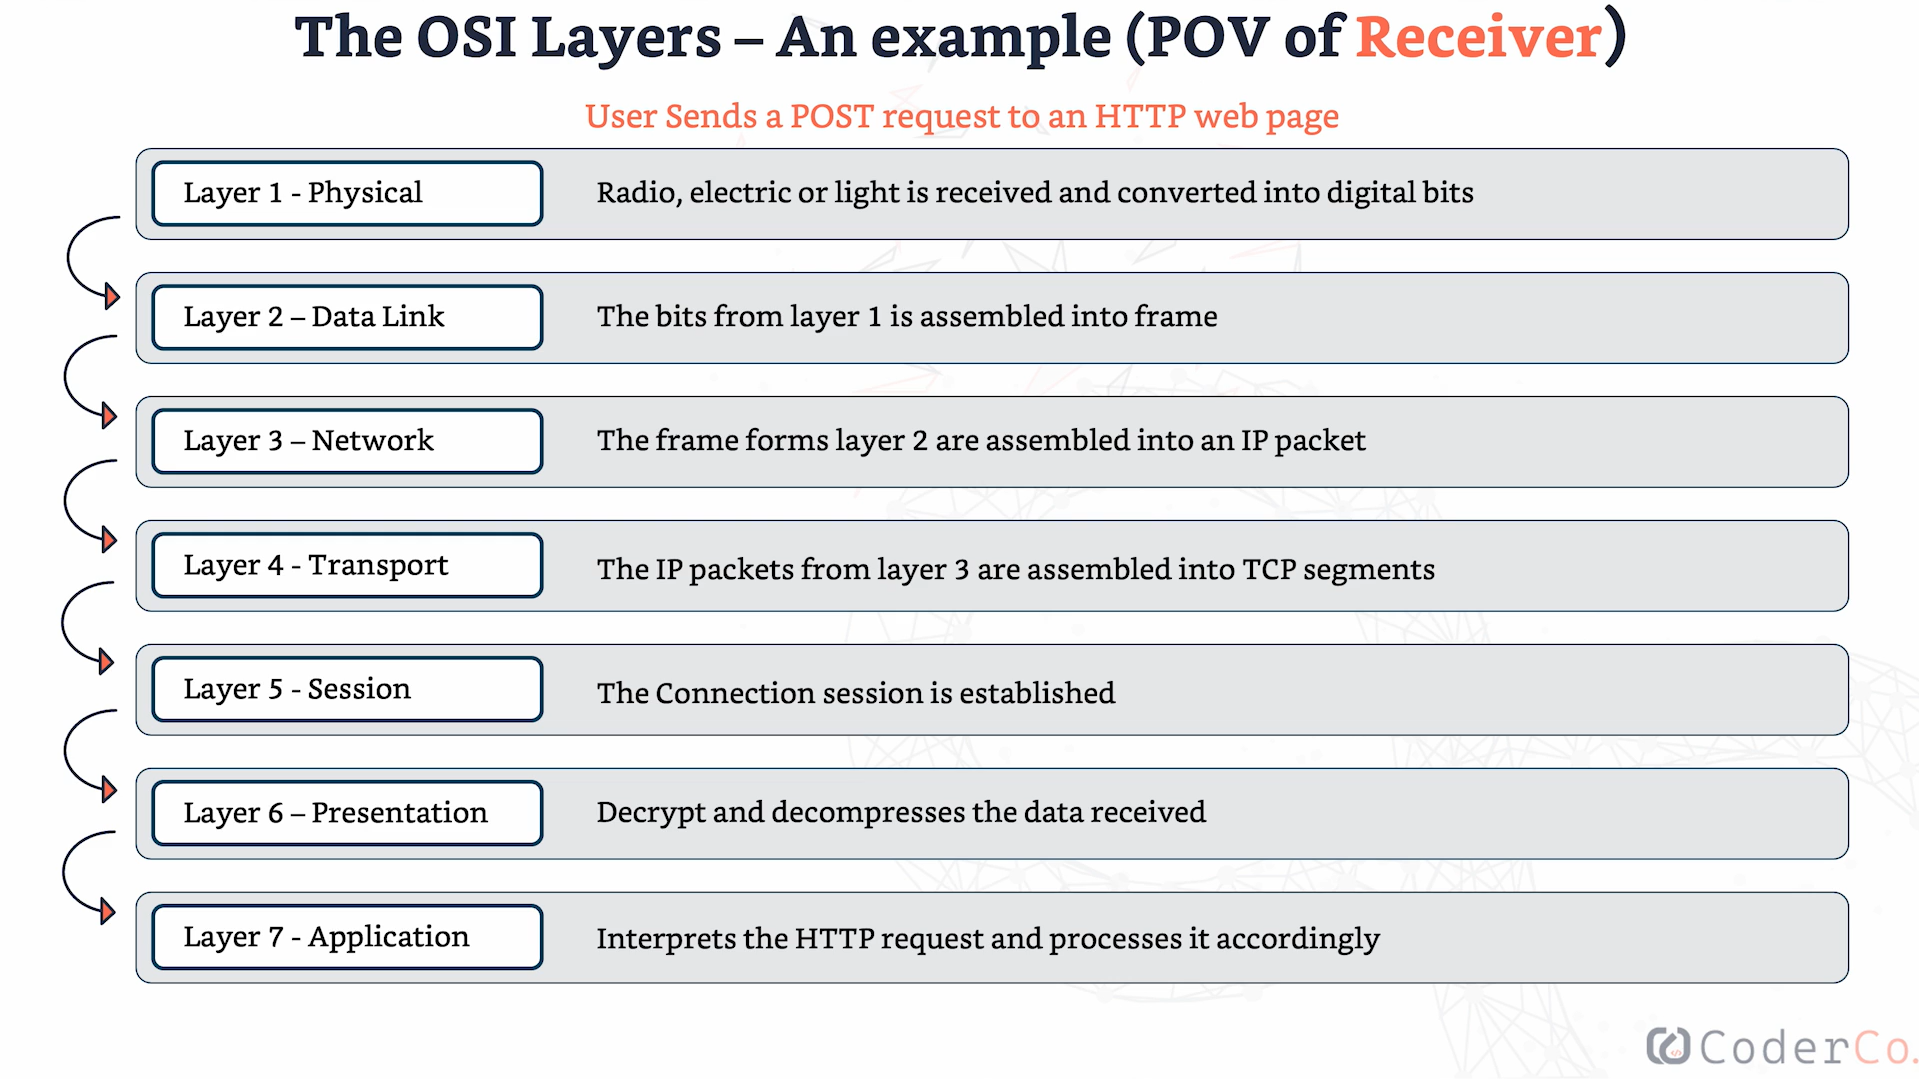 The OSI Layers – An example (POV of Receiver)
User Sends a POST request to an HTTP web page
Layer 1 - Physical
Radio, electric or light is received and converted into digital bits
Layer 2 – Data Link
The bits from layer 1 is assembled into frame
Layer 3 – Network
The frame forms layer 2 are assembled into an IP packet
Layer 4 - Transport
The IP packets from layer 3 are assembled into TCP segments
Layer 5 - Session
The Connection session is established
Layer 6 – Presentation
Decrypt and decompresses the data received
Layer 7 - Application
Interprets the HTTP request and processes it accordingly
CoderCo.